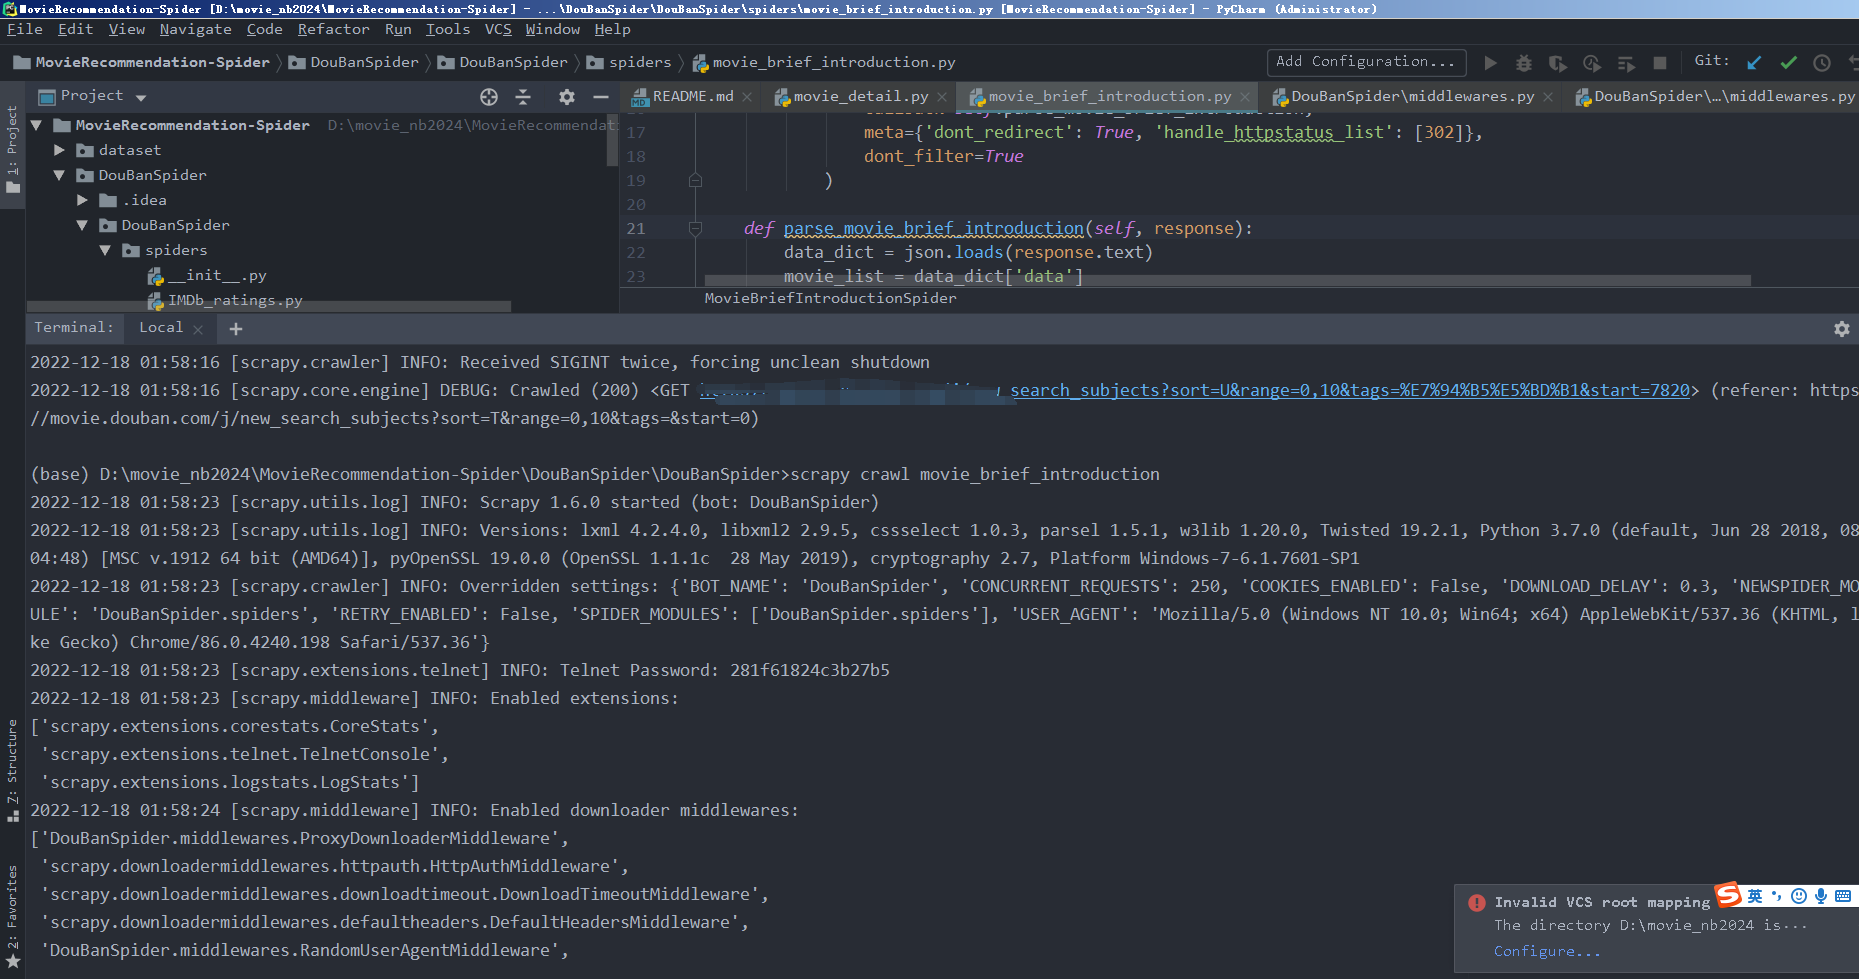 MovieRecommendation-Spider [D:\movie_nb2024\MovieRecommendation-Spider] - ...\DouBanSpider\DouBanSpider\spiders\movie_brief_introduction.py [MovieRecommendation-Spider] - PyCharm (Administrator)
File Edit View Navigate Code Refactor Run Tools VCS Window Help
MovieRecommendation-Spider DouBanSpider DouBanSpider spiders movie_brief_introduction.py Add Configuration... Git:
Project README.md movie_detail.py movie_brief_introduction.py DouBanSpider\middlewares.py DouBanSpider\...\middlewares.py
1: Project
MovieRecommendation-Spider D:\movie_nb2024\MovieRecommendat
dataset
DouBanSpider
.idea
DouBanSpider
spiders
__init__.py
IMDb_ratings.py
17 meta={'dont_redirect': True, 'handle_httpstatus_list': [302]},
18 dont_filter=True
19 )
20
21 def parse_movie_brief_introduction(self, response):
22 data_dict = json.loads(response.text)
23 movie_list = data_dict['data']
MovieBriefIntroductionSpider
Terminal: Local +
2022-12-18 01:58:16 [scrapy.crawler] INFO: Received SIGINT twice, forcing unclean shutdown
2022-12-18 01:58:16 [scrapy.core.engine] DEBUG: Crawled (200) <GET search_subjects?sort=U&range=0,10&tags=%E7%94%B5%E5%BD%B1&start=7820> (referer: https
//movie.douban.com/j/new_search_subjects?sort=T&range=0,10&tags=&start=0)
(base) D:\movie_nb2024\MovieRecommendation-Spider\DouBanSpider\DouBanSpider>scrapy crawl movie_brief_introduction
2022-12-18 01:58:23 [scrapy.utils.log] INFO: Scrapy 1.6.0 started (bot: DouBanSpider)
2022-12-18 01:58:23 [scrapy.utils.log] INFO: Versions: lxml 4.2.4.0, libxml2 2.9.5, cssselect 1.0.3, parsel 1.5.1, w3lib 1.20.0, Twisted 19.2.1, Python 3.7.0 (default, Jun 28 2018, 08
04:48) [MSC v.1912 64 bit (AMD64)], pyOpenSSL 19.0.0 (OpenSSL 1.1.1c  28 May 2019), cryptography 2.7, Platform Windows-7-6.1.7601-SP1
2022-12-18 01:58:23 [scrapy.crawler] INFO: Overridden settings: {'BOT_NAME': 'DouBanSpider', 'CONCURRENT_REQUESTS': 250, 'COOKIES_ENABLED': False, 'DOWNLOAD_DELAY': 0.3, 'NEWSPIDER_MO
ULE': 'DouBanSpider.spiders', 'RETRY_ENABLED': False, 'SPIDER_MODULES': ['DouBanSpider.spiders'], 'USER_AGENT': 'Mozilla/5.0 (Windows NT 10.0; Win64; x64) AppleWebKit/537.36 (KHTML, l
ke Gecko) Chrome/86.0.4240.198 Safari/537.36'}
2022-12-18 01:58:23 [scrapy.extensions.telnet] INFO: Telnet Password: 281f61824c3b27b5
2022-12-18 01:58:23 [scrapy.middleware] INFO: Enabled extensions:
['scrapy.extensions.corestats.CoreStats',
'scrapy.extensions.telnet.TelnetConsole',
'scrapy.extensions.logstats.LogStats']
2022-12-18 01:58:24 [scrapy.middleware] INFO: Enabled downloader middlewares:
['DouBanSpider.middlewares.ProxyDownloaderMiddleware',
'scrapy.downloadermiddlewares.httpauth.HttpAuthMiddleware',
'scrapy.downloadermiddlewares.downloadtimeout.DownloadTimeoutMiddleware',
'scrapy.downloadermiddlewares.defaultheaders.DefaultHeadersMiddleware',
'DouBanSpider.middlewares.RandomUserAgentMiddleware',
Z: Structure
2: Favorites
Invalid VCS root mapping
The directory D:\movie_nb2024 is...
Configure...
S 英